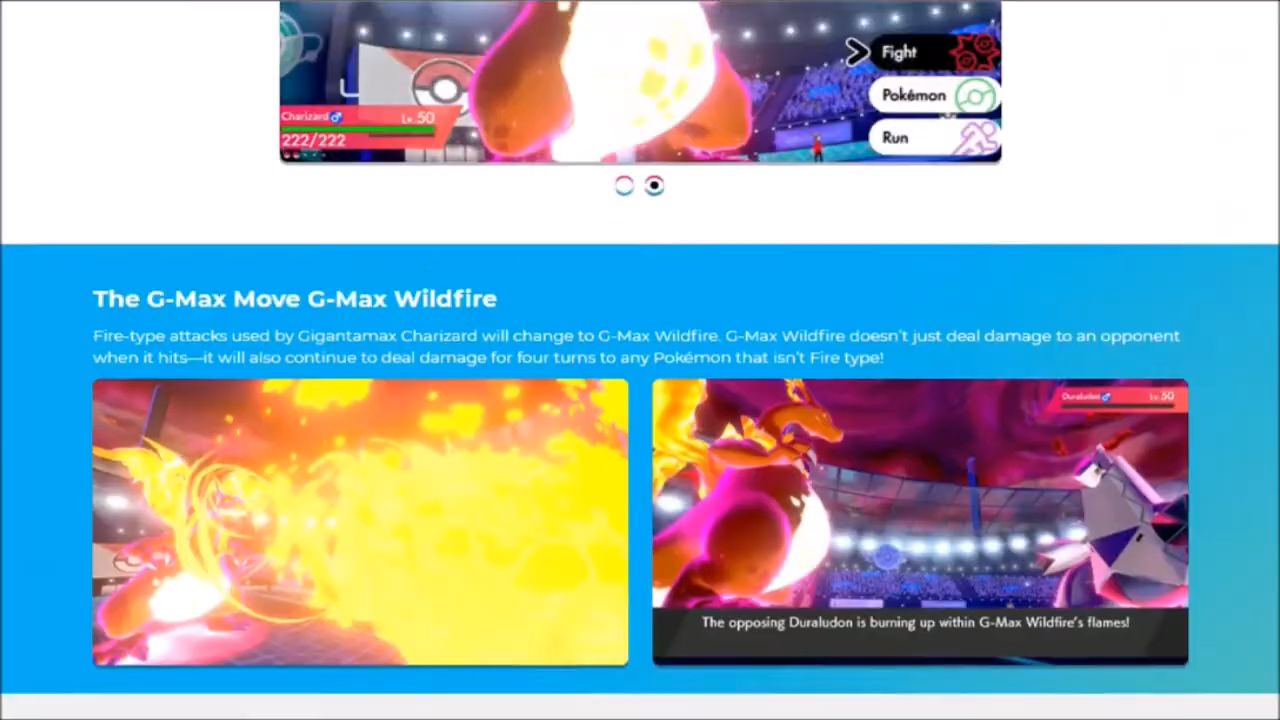 Fight
Pokémon
Charizard♂ Lv.50
Run
222/222
The G-Max Move G-Max Wildfire
Fire-type attacks used by Gigantamax Charizard will change to G-Max Wildfire. G-Max Wildfire doesn't just deal damage to an opponent
when it hits—it will also continue to deal damage for four turns to any Pokémon that isn't Fire type!
Duraludon♂ Lv.50
The opposing Duraludon is burning up within G-Max Wildfire's flames!